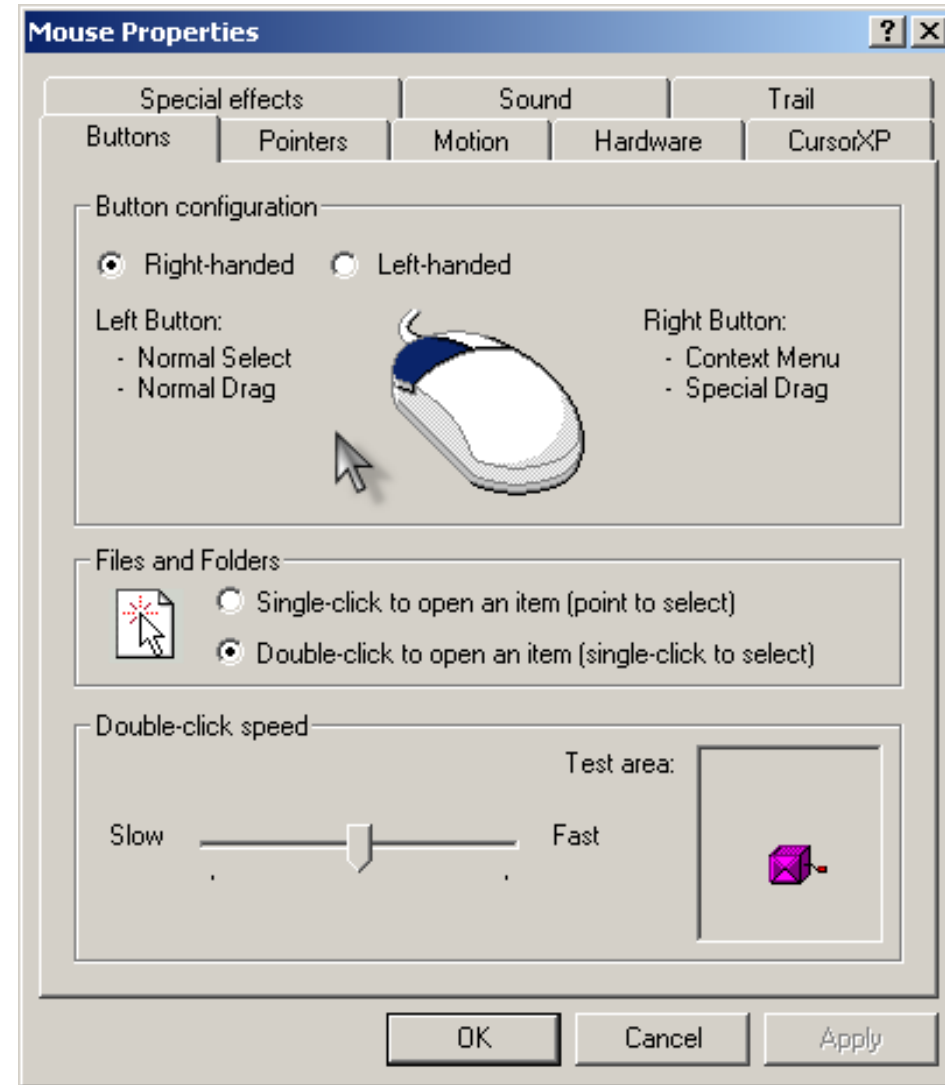 Mouse Properties
Special effects Sound Trail
Buttons Pointers Motion Hardware CursorXP
Button configuration
Right-handed Left-handed
Left Button: Right Button:
- Normal Select - Context Menu
- Normal Drag - Special Drag
Files and Folders
Single-click to open an item (point to select)
Double-click to open an item (single-click to select)
Double-click speed
Test area:
Slow Fast
OK Cancel Apply